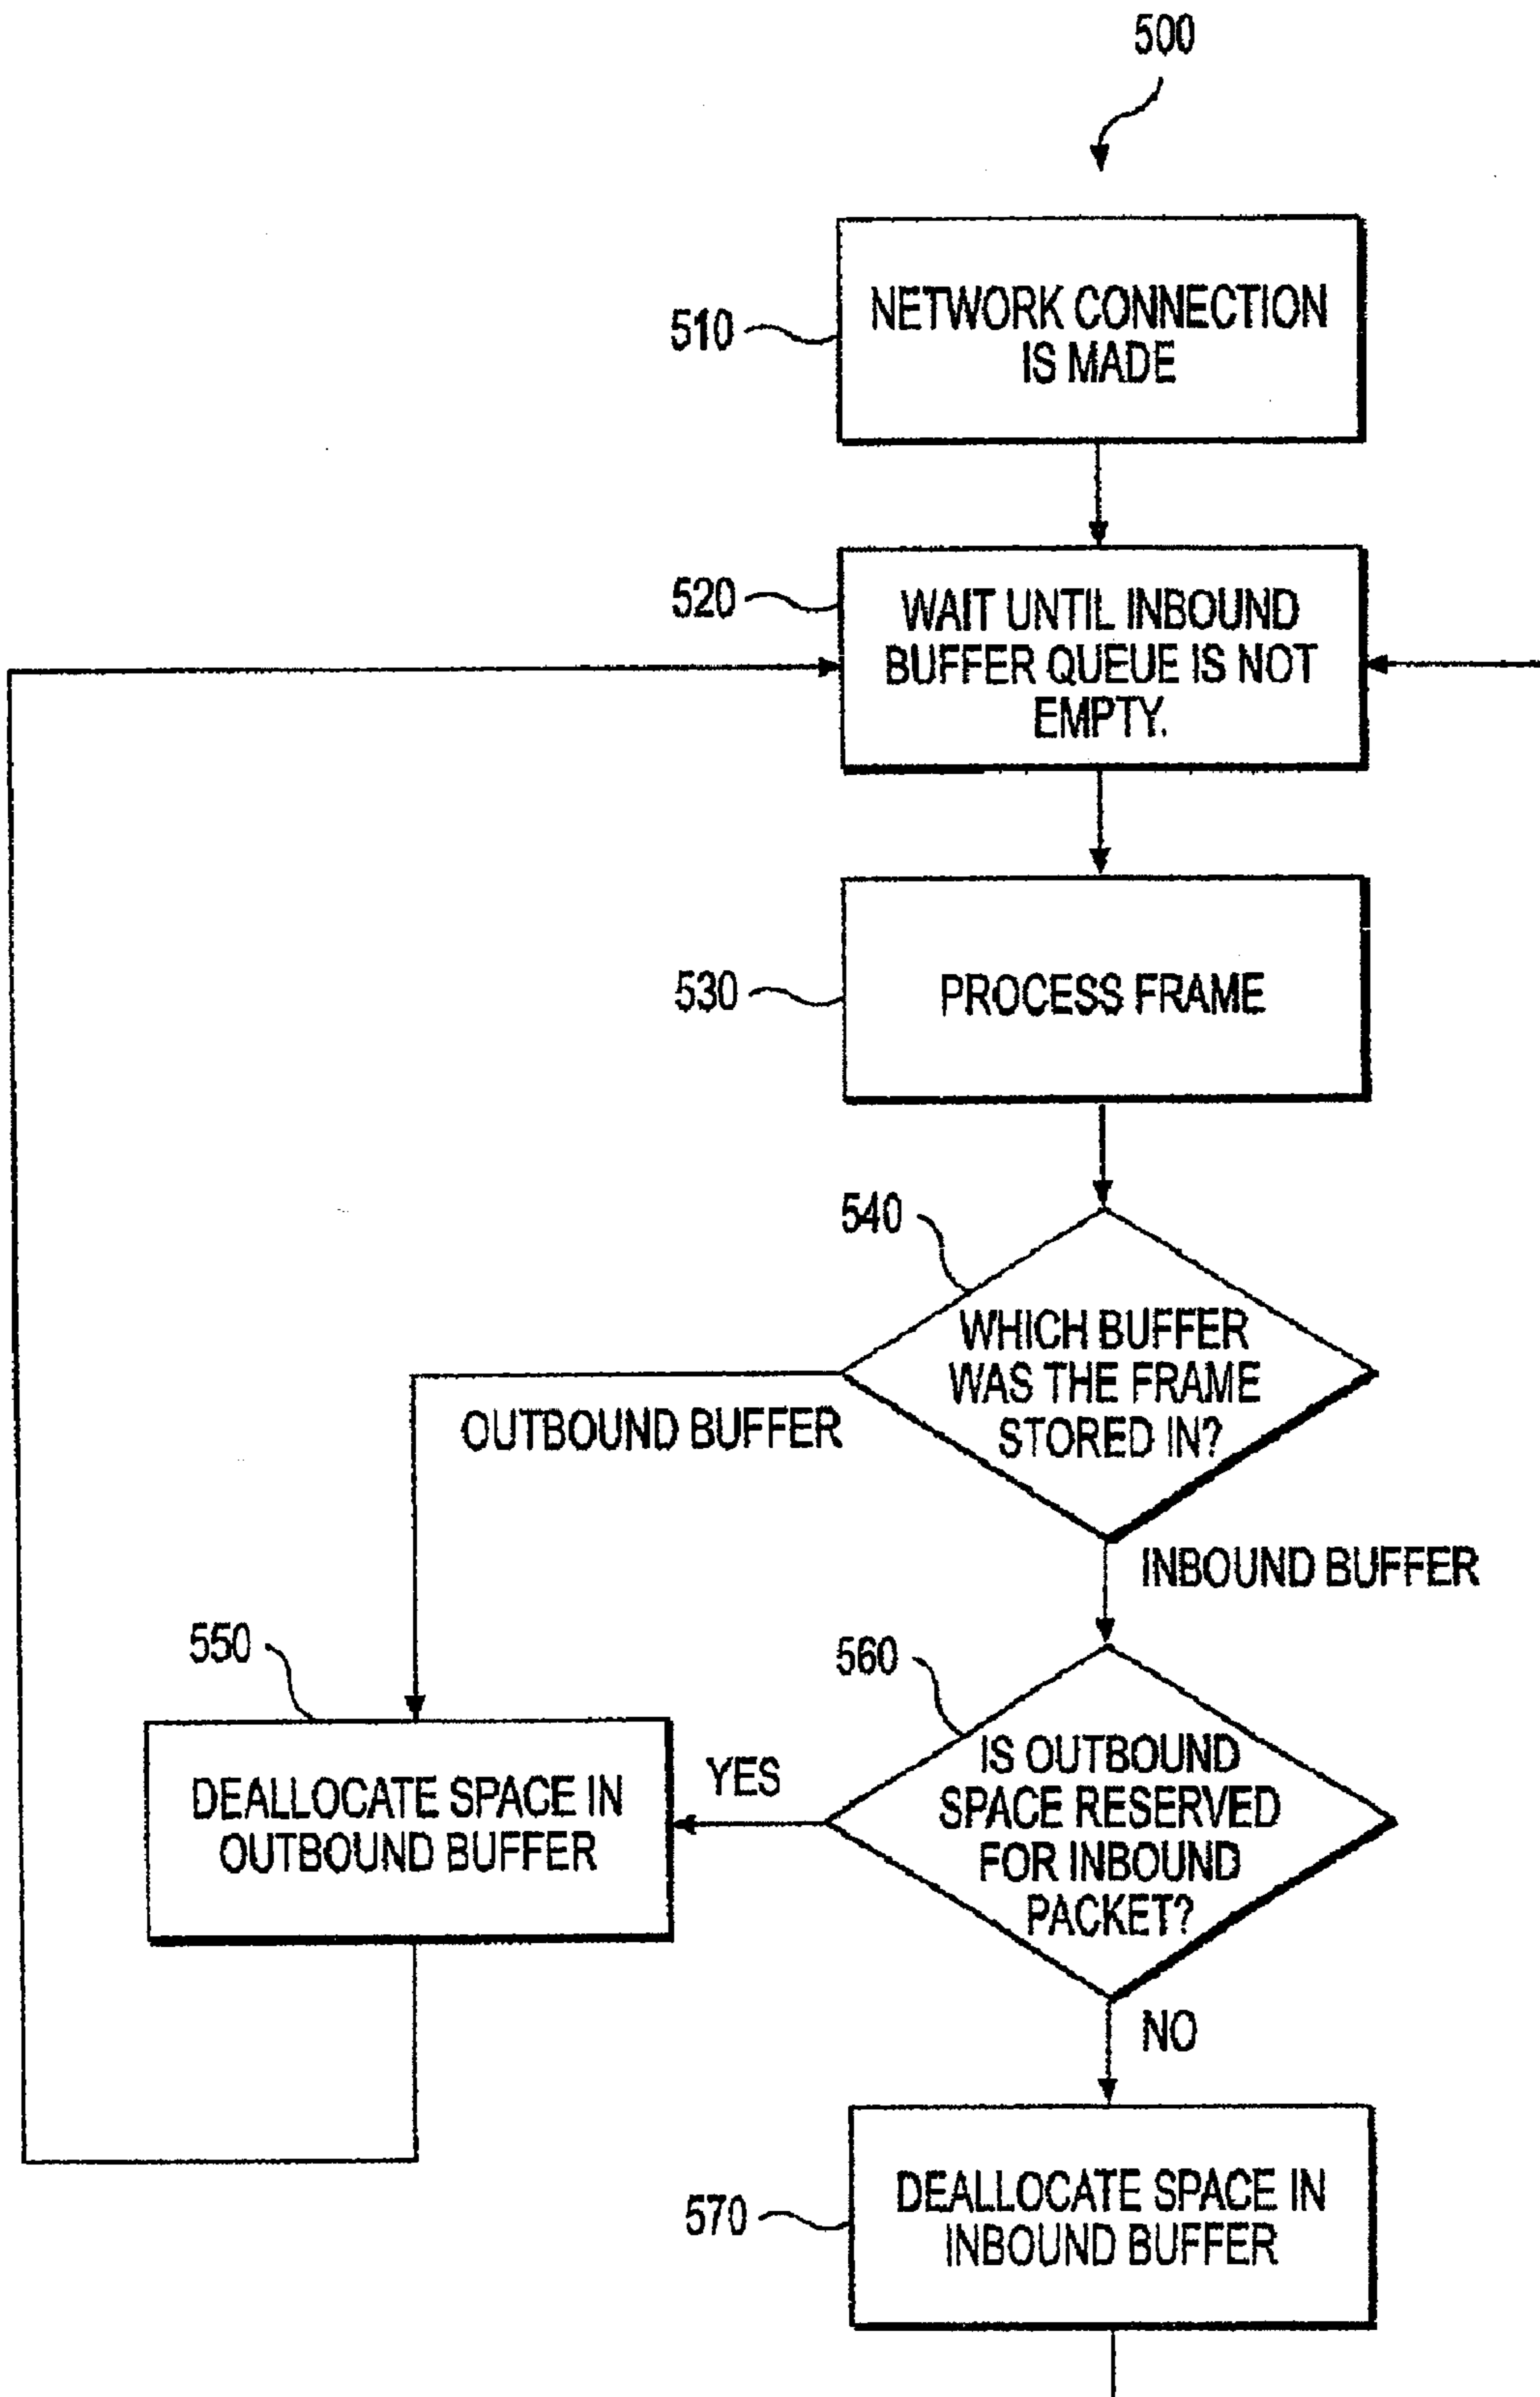 500
510
NETWORK CONNECTION
IS MADE
520
WAIT UNTIL INBOUND
BUFFER QUEUE IS NOT
EMPTY.
530
PROCESS FRAME
540
WHICH BUFFER
WAS THE FRAME
STORED IN?
OUTBOUND BUFFER
INBOUND BUFFER
550
DEALLOCATE SPACE IN
OUTBOUND BUFFER
YES
560
IS OUTBOUND
SPACE RESERVED
FOR INBOUND
PACKET?
NO
570
DEALLOCATE SPACE IN
INBOUND BUFFER